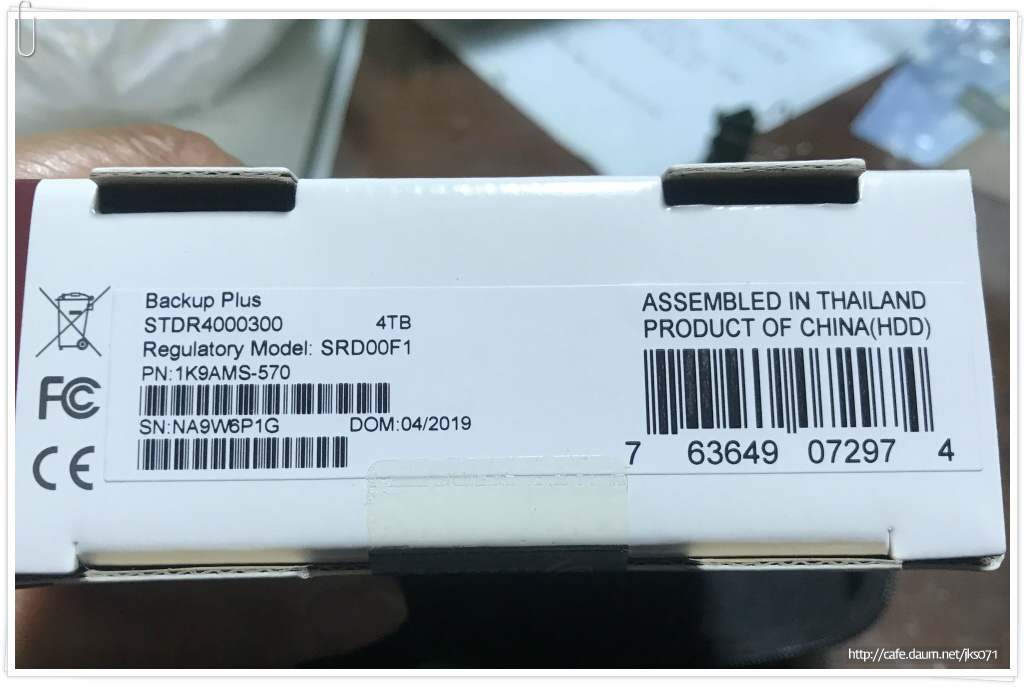 Backup Plus
STDR4000300 4TB
Regulatory Model: SRD00F1
PN:1K9AMS-570
SN:NA9W6P1G DOM:04/2019
FC
CE
ASSEMBLED IN THAILAND
PRODUCT OF CHINA(HDD)
7 63649 07297 4
http://cafe.daum.net/jks071